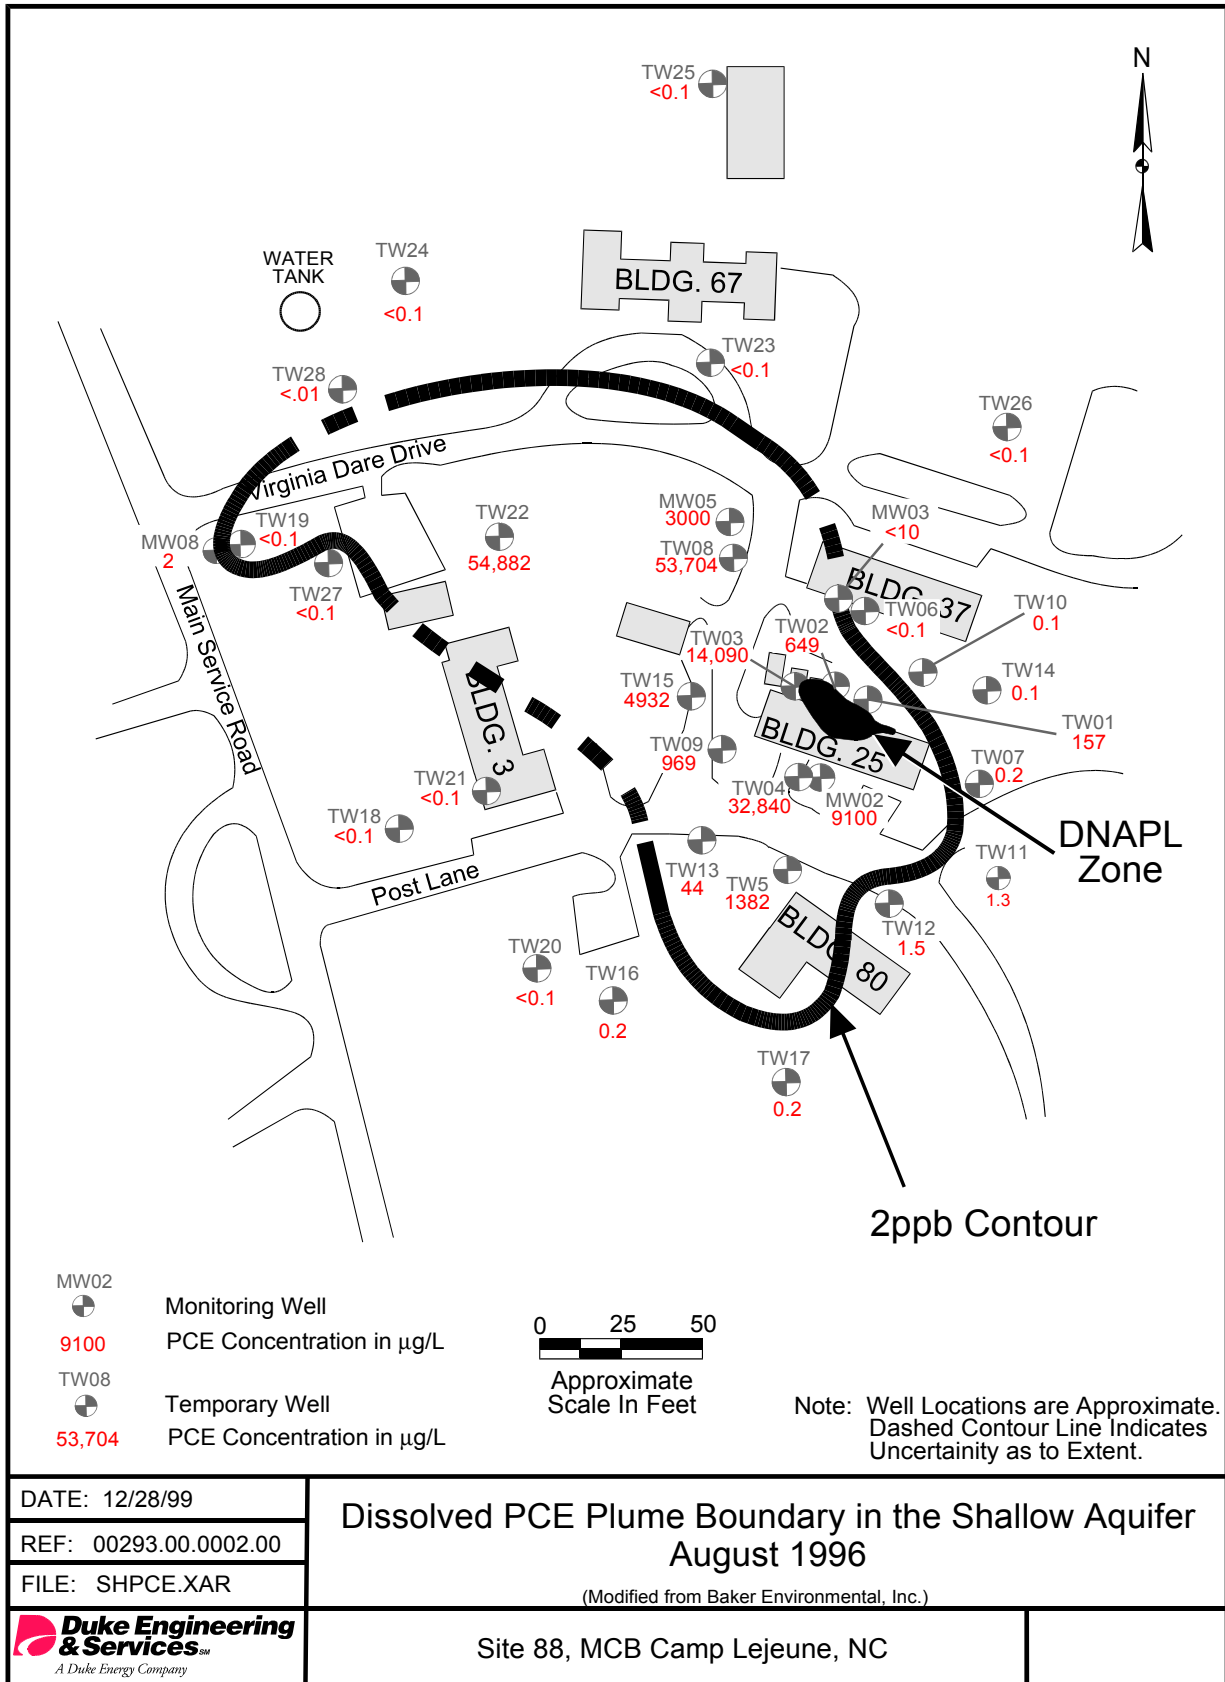 N
TW25
<0.1
TW24
<0.1
WATER
TANK
BLDG. 67
TW23
<0.1
TW28
<.01
TW26
<0.1
Virginia Dare Drive
MW05
3000
TW08
53,704
MW03
<10
TW22
54,882
TW19
<0.1
MW08
2
TW27
<0.1
BLDG. 37
TW06
<0.1
TW10
0.1
TW02
649
TW03
14,090
TW14
0.1
TW15
4932
TW01
157
Main Service Road
BLDG. 3
BLDG. 25
TW09
969
TW07
0.2
TW04
32,840
MW02
9100
TW21
<0.1
TW18
<0.1
DNAPL
Zone
TW13
44
TW5
1382
TW11
1.3
Post Lane
TW12
1.5
BLDG. 80
TW20
<0.1
TW16
0.2
TW17
0.2
2ppb Contour
MW02
Monitoring Well
9100 PCE Concentration in µg/L
TW08
Temporary Well
53,704 PCE Concentration in µg/L
0 25 50
Approximate
Scale In Feet
Note: Well Locations are Approximate.
Dashed Contour Line Indicates
Uncertainity as to Extent.
DATE: 12/28/99
REF: 00293.00.0002.00
FILE: SHPCE.XAR
Dissolved PCE Plume Boundary in the Shallow Aquifer
August 1996
(Modified from Baker Environmental, Inc.)
Duke Engineering
& Services SM
A Duke Energy Company
Site 88, MCB Camp Lejeune, NC